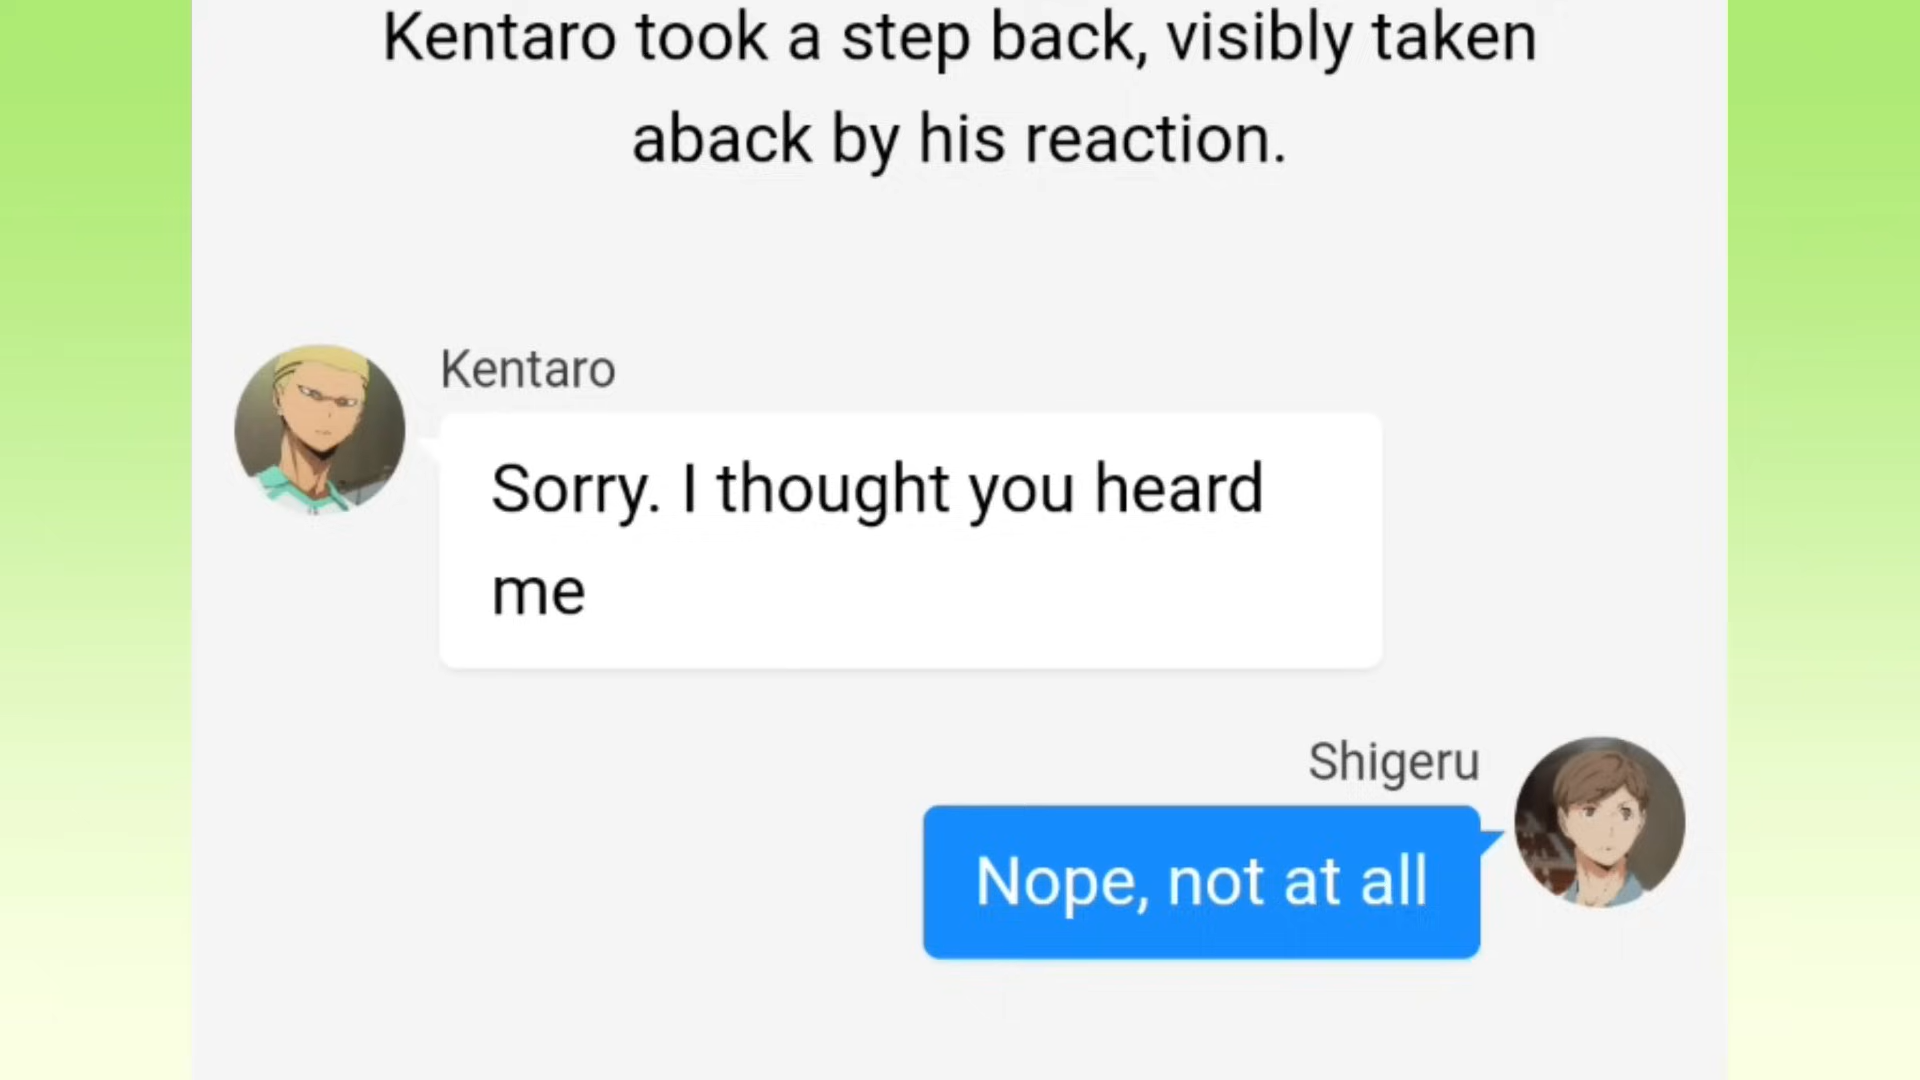 Kentaro took a step back, visibly taken
aback by his reaction.
Kentaro
Sorry. I thought you heard
me
Shigeru
Nope, not at all